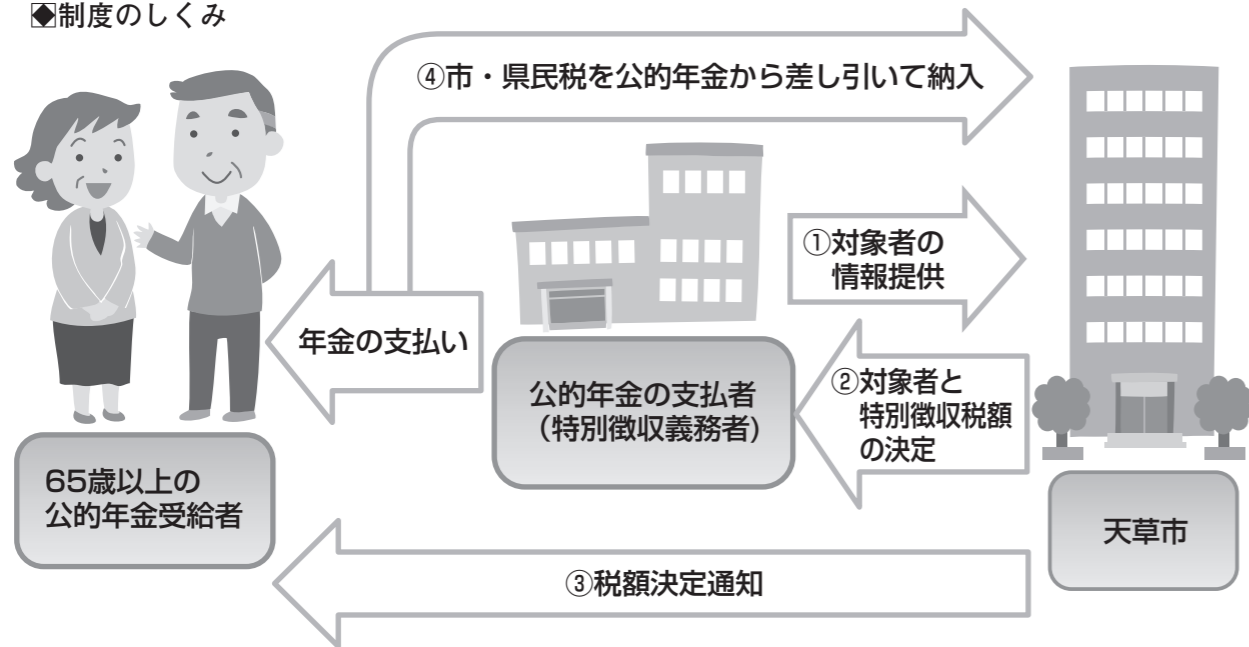 ◆制度のしくみ
④市・県民税を公的年金から差し引いて納入
①対象者の
情報提供
年金の支払い
公的年金の支払者
（特別徴収義務者)
②対象者と
特別徴収税額
の決定
65歳以上の
公的年金受給者
天草市
③税額決定通知